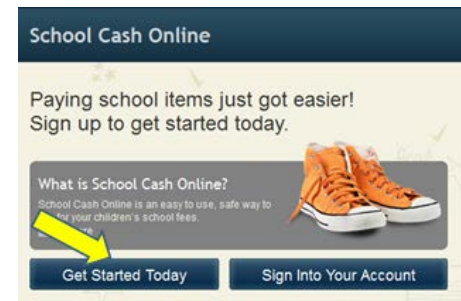 School Cash Online
Paying school items just got easier!
Sign up to get started today.
What is School Cash Online?
School Cash Online is an easy to use, safe way to
for your children's school fees.
Get Started Today
Sign Into Your Account